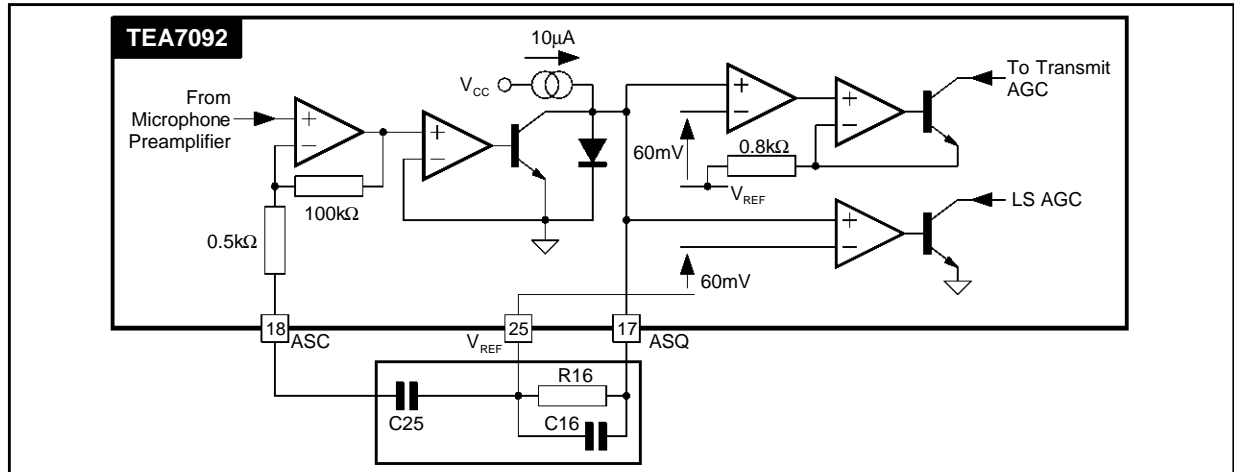 TEA7092
10µA
V_CC
From
Microphone
Preamplifier
+
−
+
−
+
−
+
−
To Transmit
AGC
60mV
0.8kΩ
V_REF
100kΩ
0.5kΩ
+
−
LS AGC
60mV
18
ASC
V_REF
25
17
ASQ
R16
C25
C16